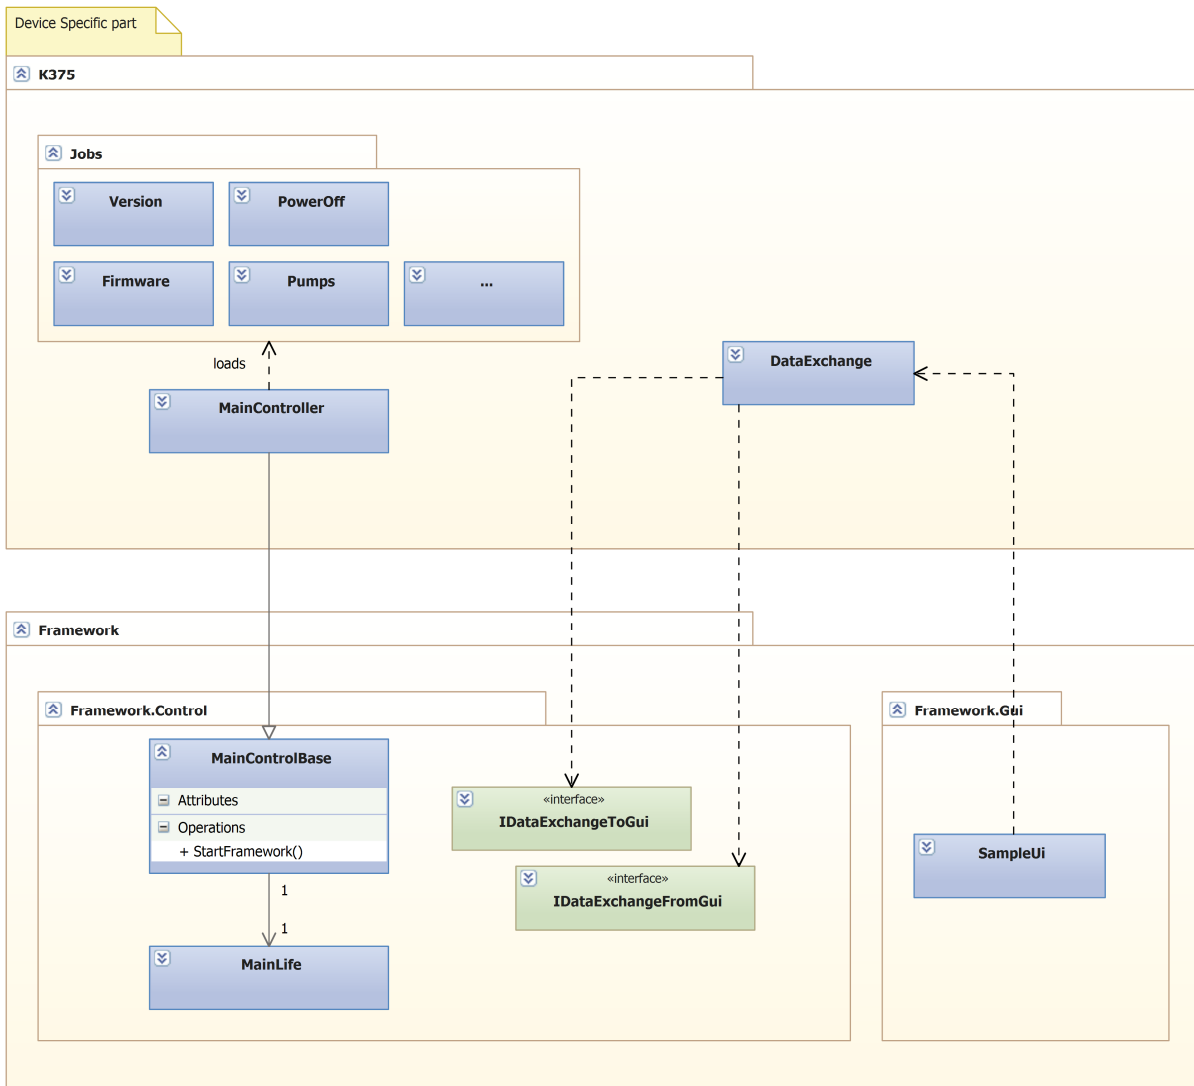 Device Specific part
K375
Jobs
Version
PowerOff
Firmware
Pumps
...
loads
MainController
DataExchange
Framework
Framework.Control
Framework.Gui
MainControlBase
Attributes
Operations
+ StartFramework()
1
1
MainLife
«interface»
IDataExchangeToGui
«interface»
IDataExchangeFromGui
SampleUi